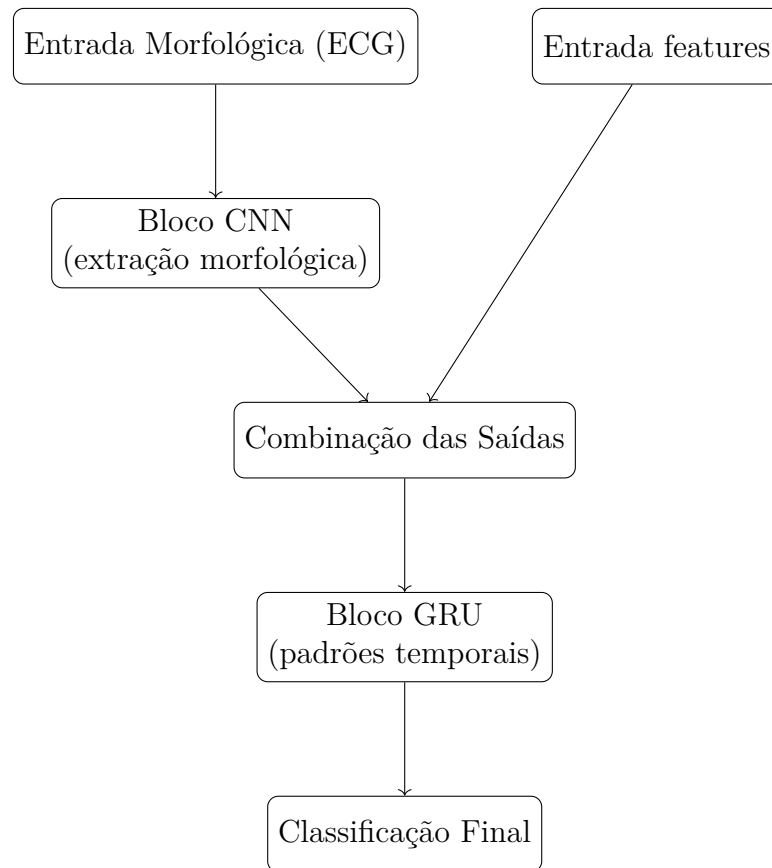 Entrada Morfológica (ECG)
Entrada features
Bloco CNN
(extração morfológica)
Combinação das Saídas
Bloco GRU
(padrões temporais)
Classificação Final